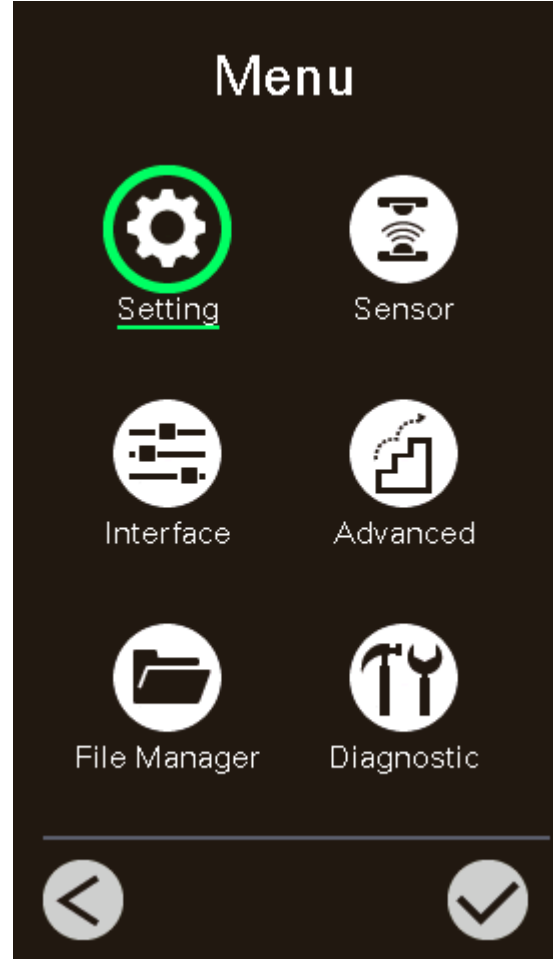 Menu
Setting
Sensor
Interface
Advanced
File Manager
Diagnostic